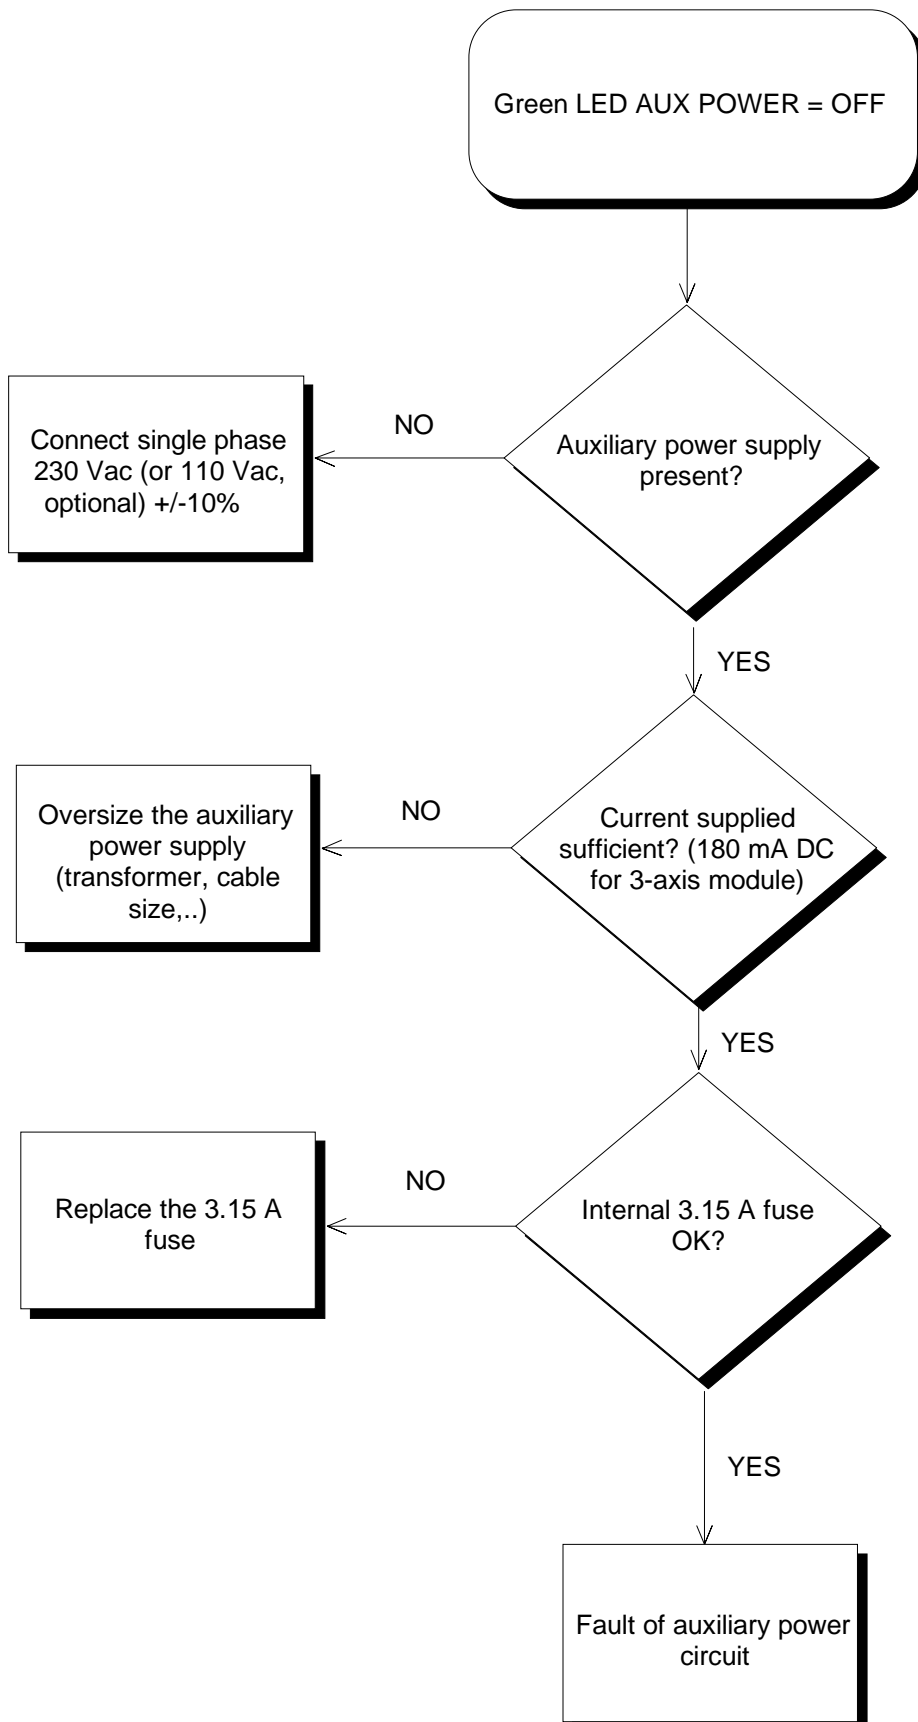 Green LED AUX POWER = OFF
Auxiliary power supply
present?
NO
Connect single phase
230 Vac (or 110 Vac,
optional) +/-10%
YES
Current supplied
sufficient? (180 mA DC
for 3-axis module)
NO
Oversize the auxiliary
power supply
(transformer, cable
size,..)
YES
Internal 3.15 A fuse
OK?
NO
Replace the 3.15 A
fuse
YES
Fault of auxiliary power
circuit